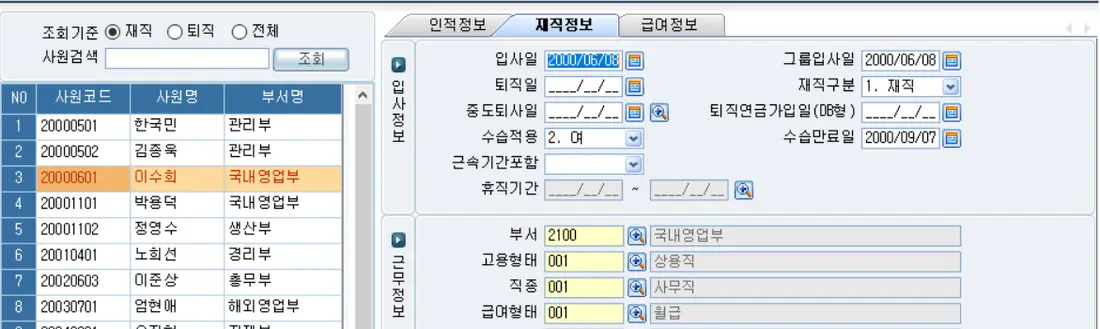 조회기준 재직 퇴직 전체
사원검색 조회
NO 사원코드 사원명 부서명
1 20000501 한국민 관리부
2 20000502 김종욱 관리부
3 20000601 이수희 국내영업부
4 20001101 박용덕 국내영업부
5 20001102 정영수 생산부
6 20010401 노희선 경리부
7 20020603 이준상 총무부
8 20030701 엄현애 해외영업부
인적정보 재직정보 급여정보
입사정보
입사일 2000/06/08 그룹입사일 2000/06/08
퇴직일 ____/__/__ 재직구분 1. 재직
중도퇴사일 ____/__/__ 퇴직연금가입일(DB형) ____/__/__
수습적용 2. 여 수습만료일 2000/09/07
근속기간포함
휴직기간 ____/__/__ ~ ____/__/__
근무정보
부서 2100 국내영업부
고용형태 001 상용직
직종 001 사무직
급여형태 001 월급